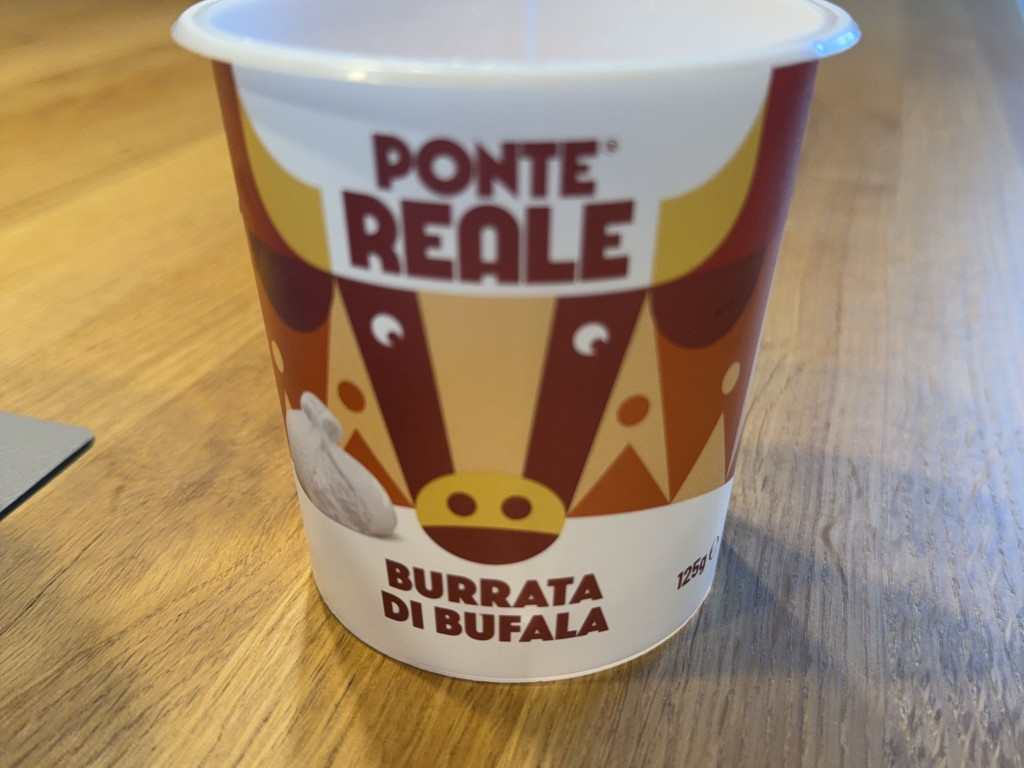 PONTE®
REALE
BURRATA
DI BUFALA
125g e